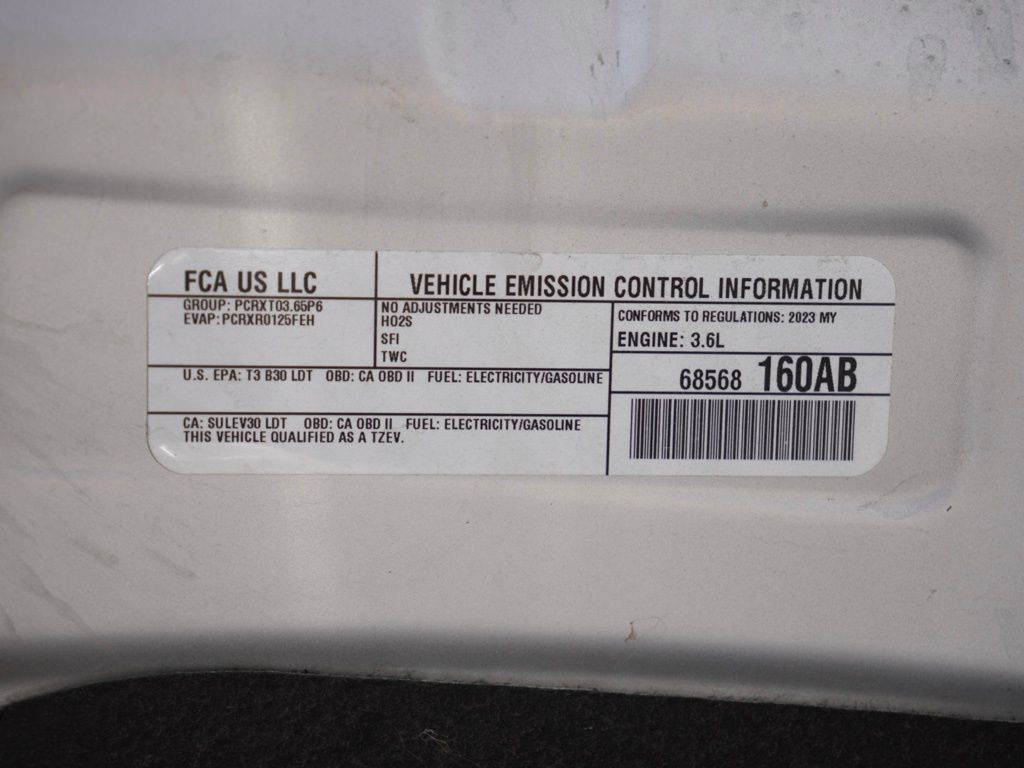 FCA US LLC
VEHICLE EMISSION CONTROL INFORMATION
GROUP: PCRXT03.65P6
EVAP: PCRXR0125FEH
NO ADJUSTMENTS NEEDED
HO2S
SFI
TWC
CONFORMS TO REGULATIONS: 2023 MY
ENGINE: 3.6L
68568 160AB
U.S. EPA: T3 B30 LDT OBD: CA OBD II FUEL: ELECTRICITY/GASOLINE
CA: SULEV30 LDT OBD: CA OBD II FUEL: ELECTRICITY/GASOLINE
THIS VEHICLE QUALIFIED AS A TZEV.